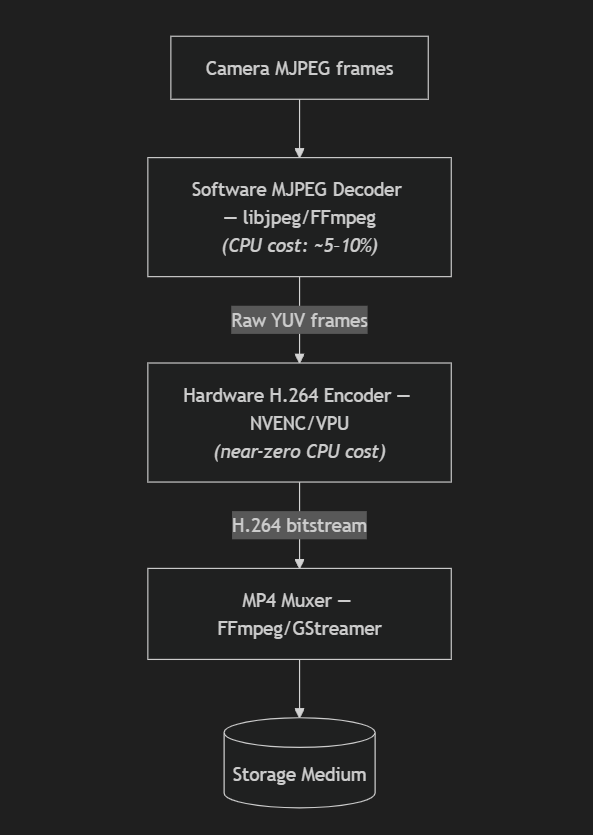 Camera MJPEG frames
Software MJPEG Decoder
— libjpeg/FFmpeg
(CPU cost: ~5–10%)
Raw YUV frames
Hardware H.264 Encoder —
NVENC/VPU
(near-zero CPU cost)
H.264 bitstream
MP4 Muxer —
FFmpeg/GStreamer
Storage Medium